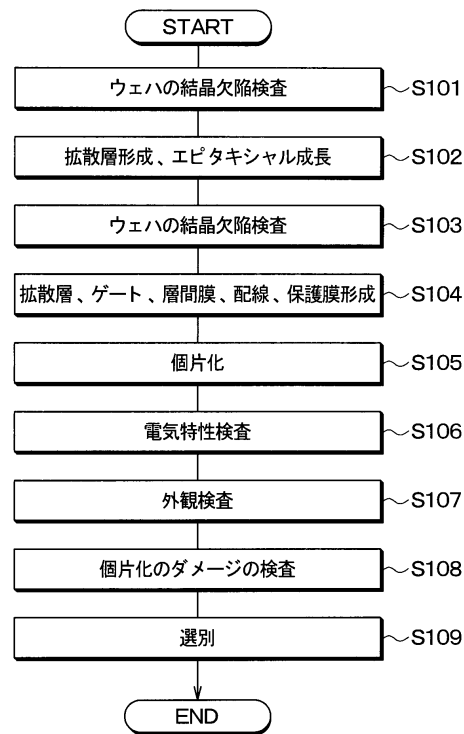 START
ウェハの結晶欠陥検査 S101
拡散層形成、エピタキシャル成長 S102
ウェハの結晶欠陥検査 S103
拡散層、ゲート、層間膜、配線、保護膜形成 S104
個片化 S105
電気特性検査 S106
外観検査 S107
個片化のダメージの検査 S108
選別 S109
END